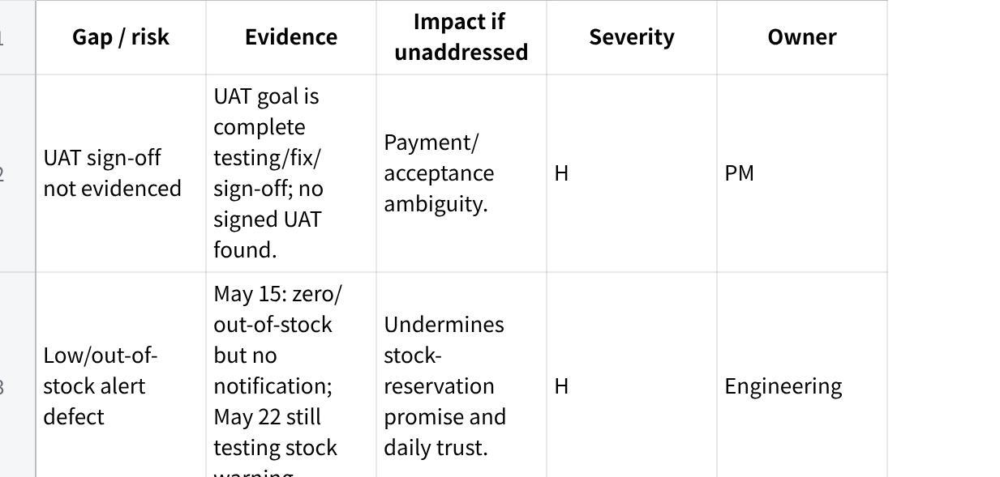 1
Gap / risk
Evidence
Impact if
unaddressed
Severity
Owner
2
UAT sign-off
not evidenced
UAT goal is
complete
testing/fix/
sign-off; no
signed UAT
found.
Payment/
acceptance
ambiguity.
H
PM
3
Low/out-of-
stock alert
defect
May 15: zero/
out-of-stock
but no
notification;
May 22 still
testing stock
warning
Undermines
stock-
reservation
promise and
daily trust.
H
Engineering